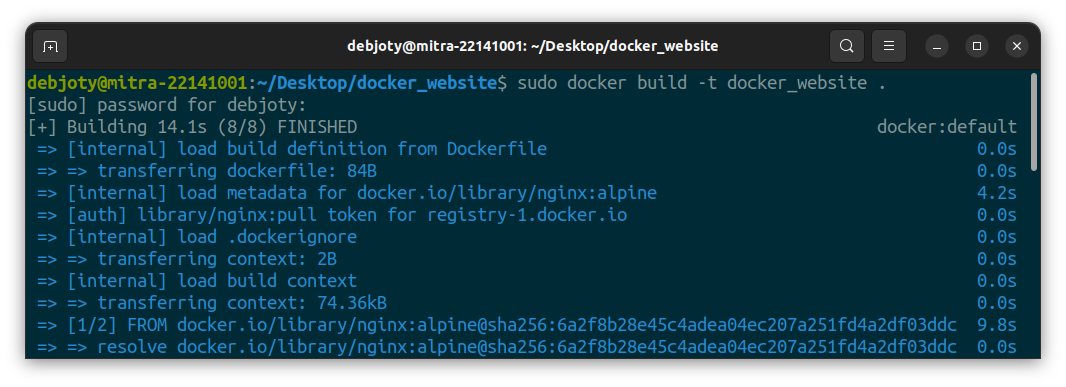 debjoty@mitra-22141001: ~/Desktop/docker_website
debjoty@mitra-22141001:~/Desktop/docker_website$ sudo docker build -t docker_website .
[sudo] password for debjoty:
[+] Building 14.1s (8/8) FINISHED docker:default
=> [internal] load build definition from Dockerfile 0.0s
=> => transferring dockerfile: 84B 0.0s
=> [internal] load metadata for docker.io/library/nginx:alpine 4.2s
=> [auth] library/nginx:pull token for registry-1.docker.io 0.0s
=> [internal] load .dockerignore 0.0s
=> => transferring context: 2B 0.0s
=> [internal] load build context 0.0s
=> => transferring context: 74.36kB 0.0s
=> [1/2] FROM docker.io/library/nginx:alpine@sha256:6a2f8b28e45c4adea04ec207a251fd4a2df03ddc 9.8s
=> => resolve docker.io/library/nginx:alpine@sha256:6a2f8b28e45c4adea04ec207a251fd4a2df03ddc 0.0s